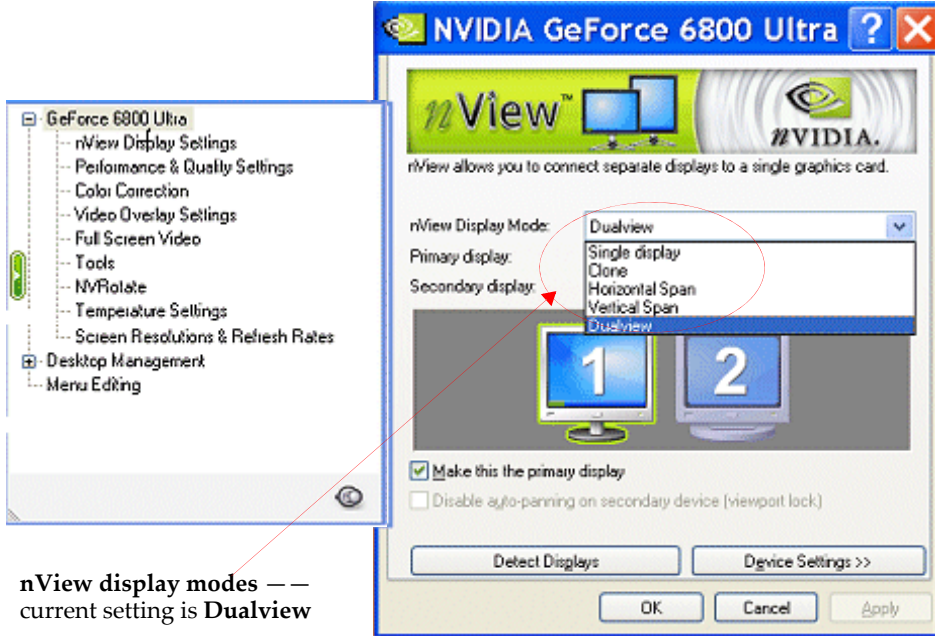 NVIDIA GeForce 6800 Ultra
nView™
nVIDIA.
nView allows you to connect separate displays to a single graphics card.
nView Display Mode:
Dualview
Primary display:
Secondary display:
Single display
Clone
Horizontal Span
Vertical Span
Dualview
1
2
Make this the primary display
Disable auto-panning on secondary device (viewport lock)
Detect Displays
Device Settings >>
OK
Cancel
Apply
GeForce 6800 Ultra
nView Display Settings
Performance & Quality Settings
Color Correction
Video Overlay Settings
Full Screen Video
Tools
NVRotate
Temperature Settings
Screen Resolutions & Refresh Rates
Desktop Management
Menu Editing
nView display modes ——
current setting is Dualview